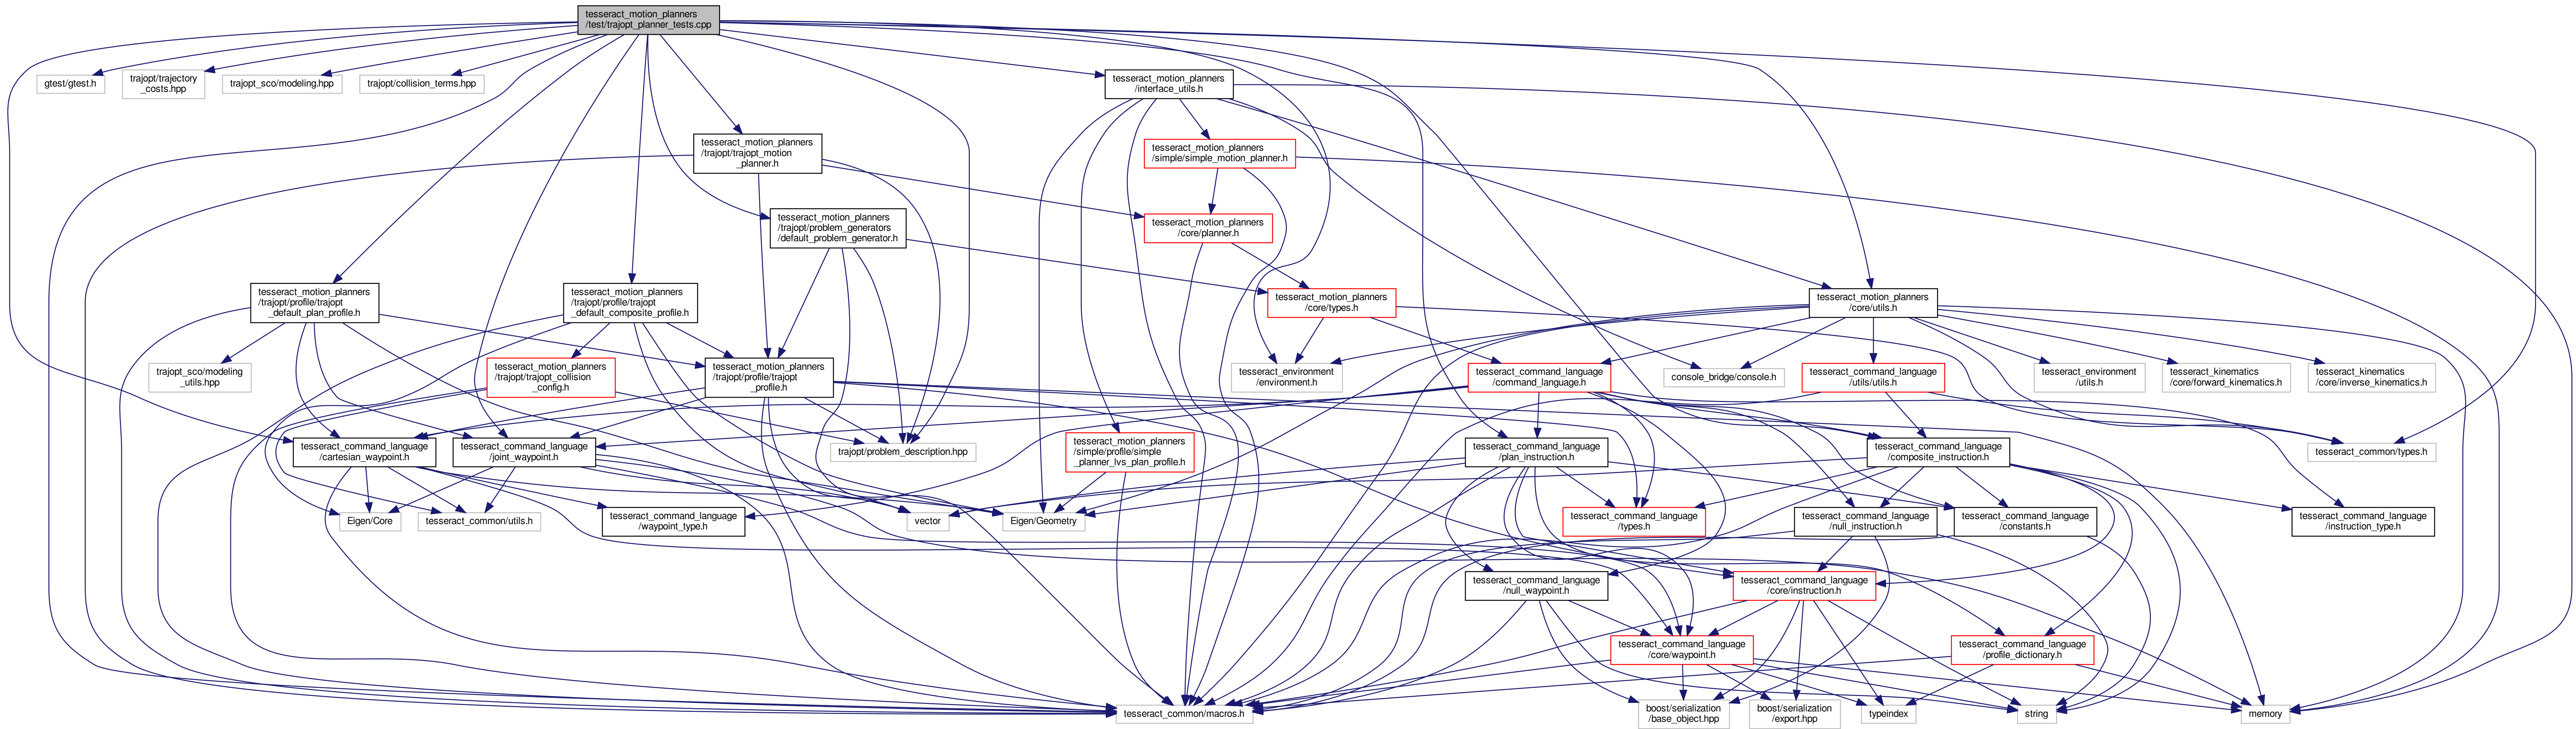 tesseract_motion_planners
/test/trajopt_planner_tests.cpp
gtest/gtest.h
trajopt/trajectory
_costs.hpp
trajopt_sco/modeling.hpp
trajopt/collision_terms.hpp
tesseract_motion_planners
/interface_utils.h
tesseract_motion_planners
/trajopt/trajopt_motion
_planner.h
tesseract_motion_planners
/simple/simple_motion_planner.h
tesseract_motion_planners
/trajopt/problem_generators
/default_problem_generator.h
tesseract_motion_planners
/core/planner.h
tesseract_motion_planners
/trajopt/profile/trajopt
_default_plan_profile.h
tesseract_motion_planners
/trajopt/profile/trajopt
_default_composite_profile.h
tesseract_motion_planners
/core/types.h
tesseract_motion_planners
/core/utils.h
trajopt_sco/modeling
_utils.hpp
tesseract_motion_planners
/trajopt/trajopt_collision
_config.h
tesseract_motion_planners
/trajopt/profile/trajopt
_profile.h
tesseract_environment
/environment.h
tesseract_command_language
/command_language.h
console_bridge/console.h
tesseract_command_language
/utils/utils.h
tesseract_environment
/utils.h
tesseract_kinematics
/core/forward_kinematics.h
tesseract_kinematics
/core/inverse_kinematics.h
tesseract_command_language
/cartesian_waypoint.h
tesseract_command_language
/joint_waypoint.h
trajopt/problem_description.hpp
tesseract_motion_planners
/simple/profile/simple
_planner_lvs_plan_profile.h
tesseract_command_language
/plan_instruction.h
tesseract_command_language
/composite_instruction.h
tesseract_common/types.h
Eigen/Core
tesseract_common/utils.h
tesseract_command_language
/waypoint_type.h
vector
Eigen/Geometry
tesseract_command_language
/types.h
tesseract_command_language
/null_instruction.h
tesseract_command_language
/constants.h
tesseract_command_language
/instruction_type.h
tesseract_command_language
/null_waypoint.h
tesseract_command_language
/core/instruction.h
tesseract_command_language
/core/waypoint.h
tesseract_command_language
/profile_dictionary.h
tesseract_common/macros.h
boost/serialization
/base_object.hpp
boost/serialization
/export.hpp
typeindex
string
memory